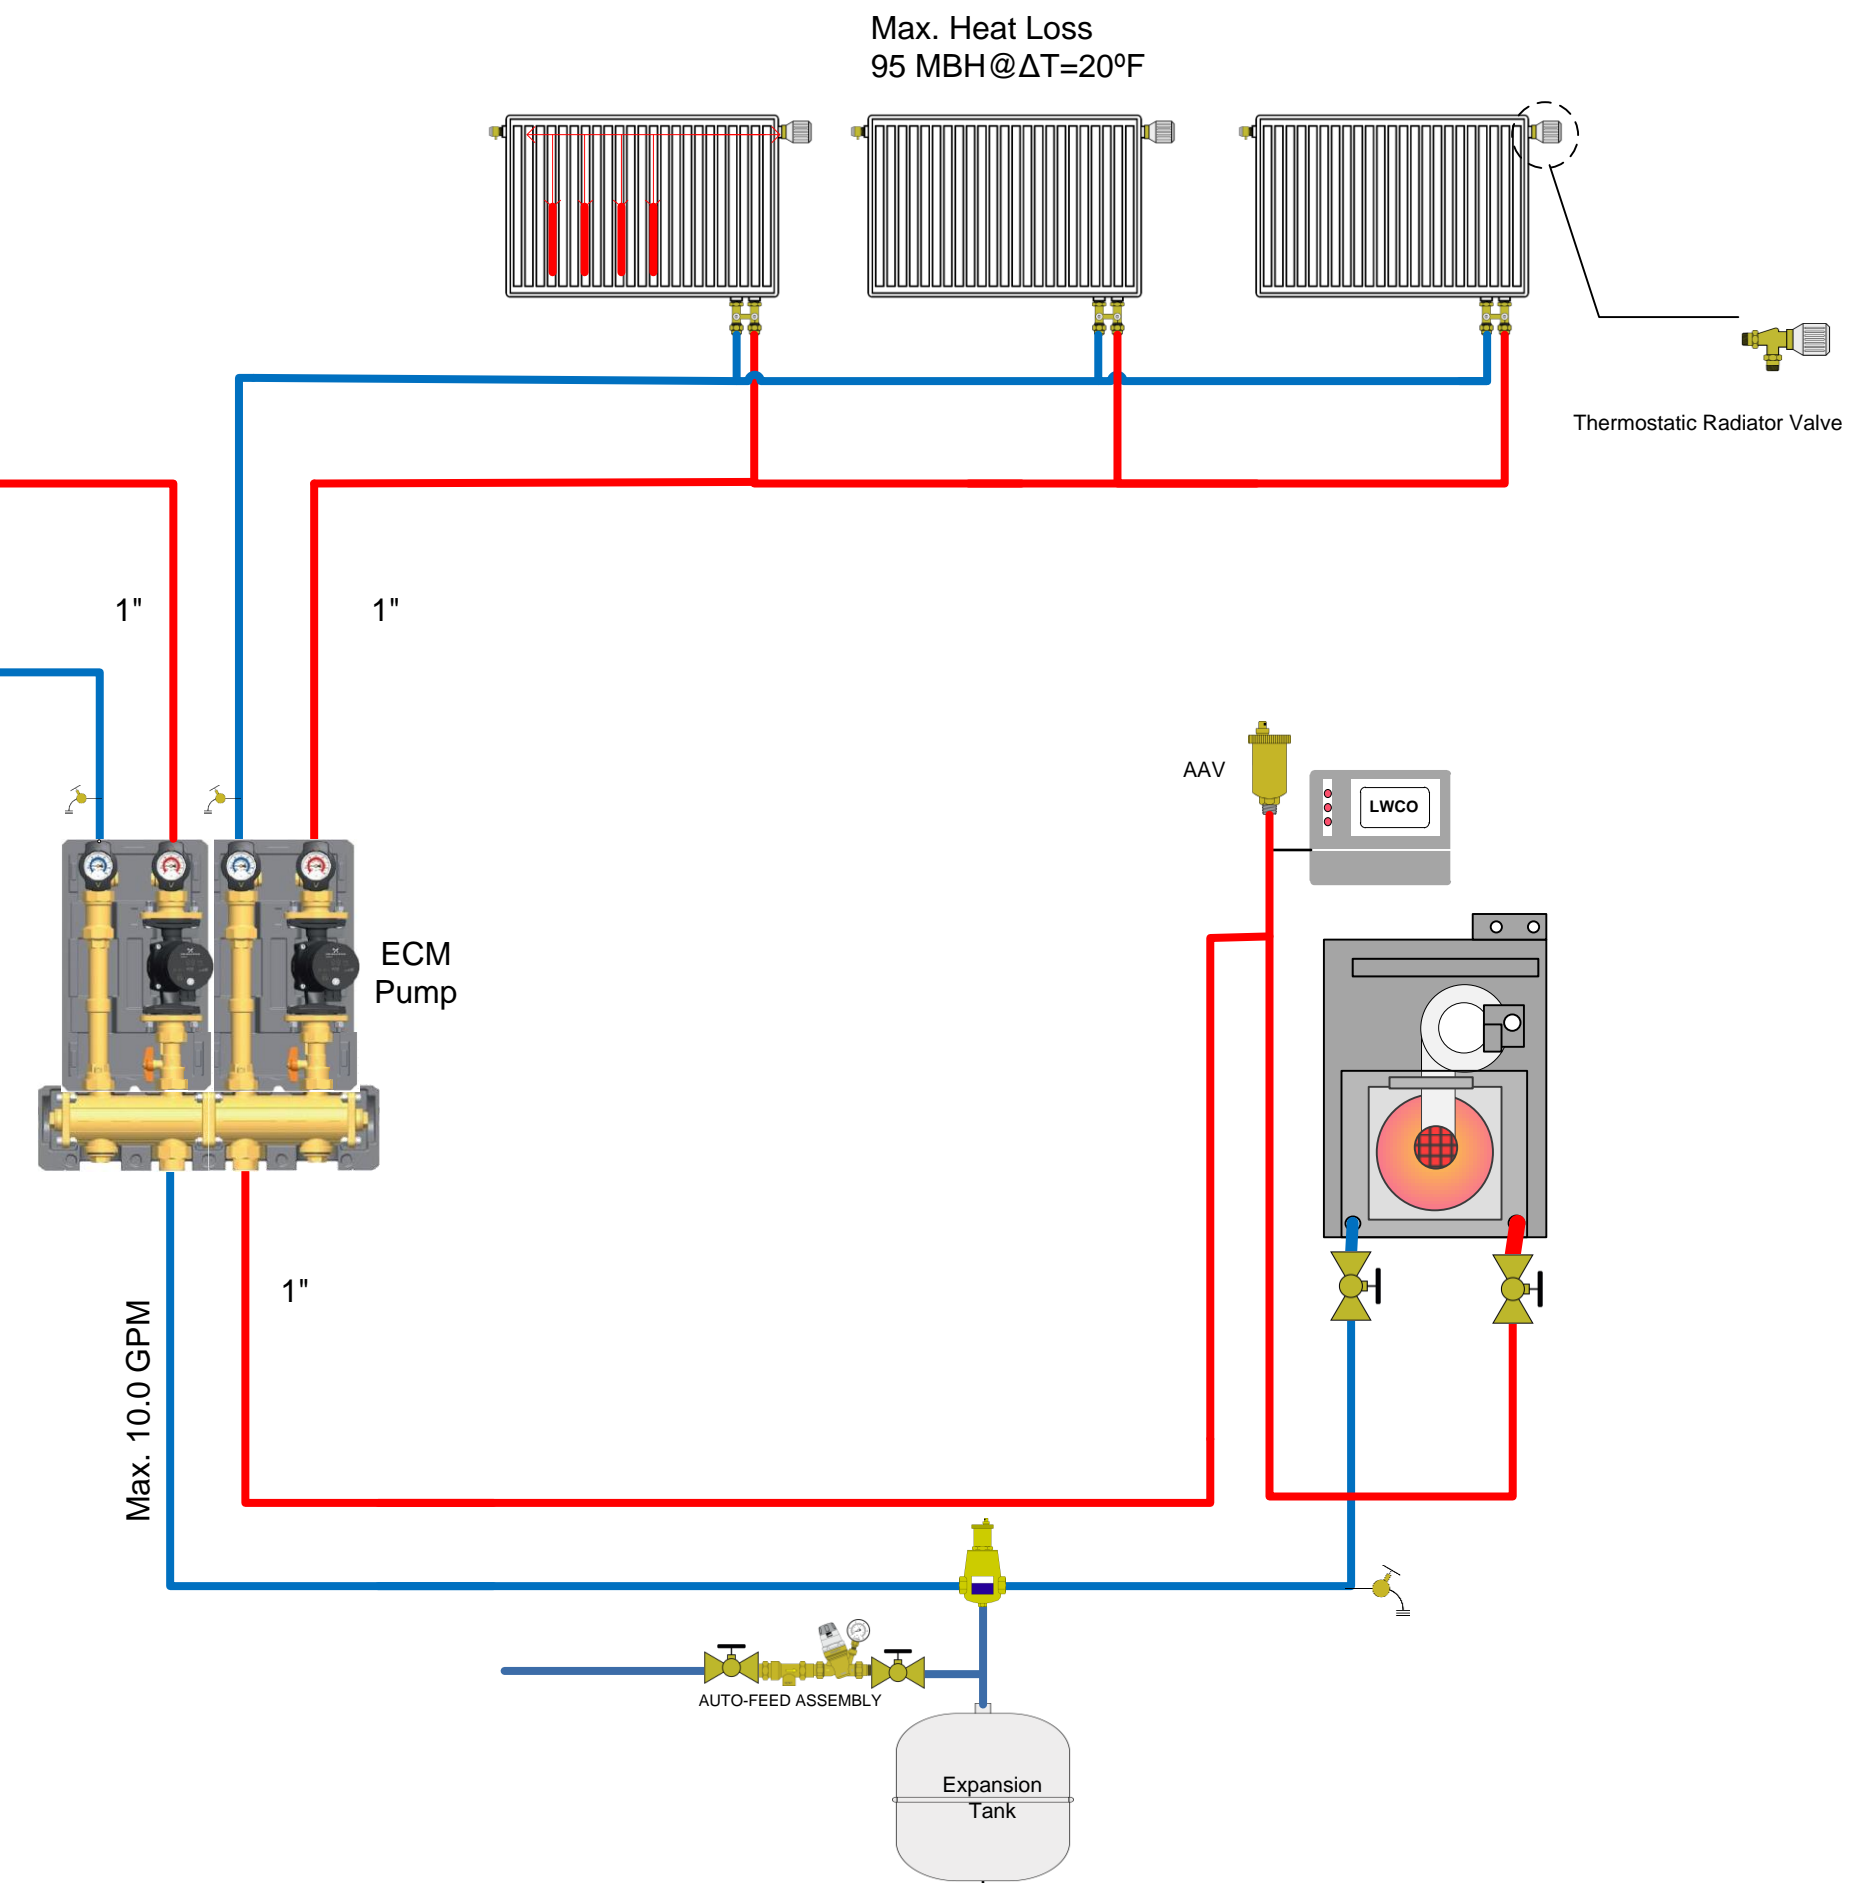 Max. Heat Loss
95 MBH@ΔT=20ºF
Thermostatic Radiator Valve
1"
1"
AAV
LWCO
ECM
Pump
1"
Max. 10.0 GPM
AUTO-FEED ASSEMBLY
Expansion
Tank